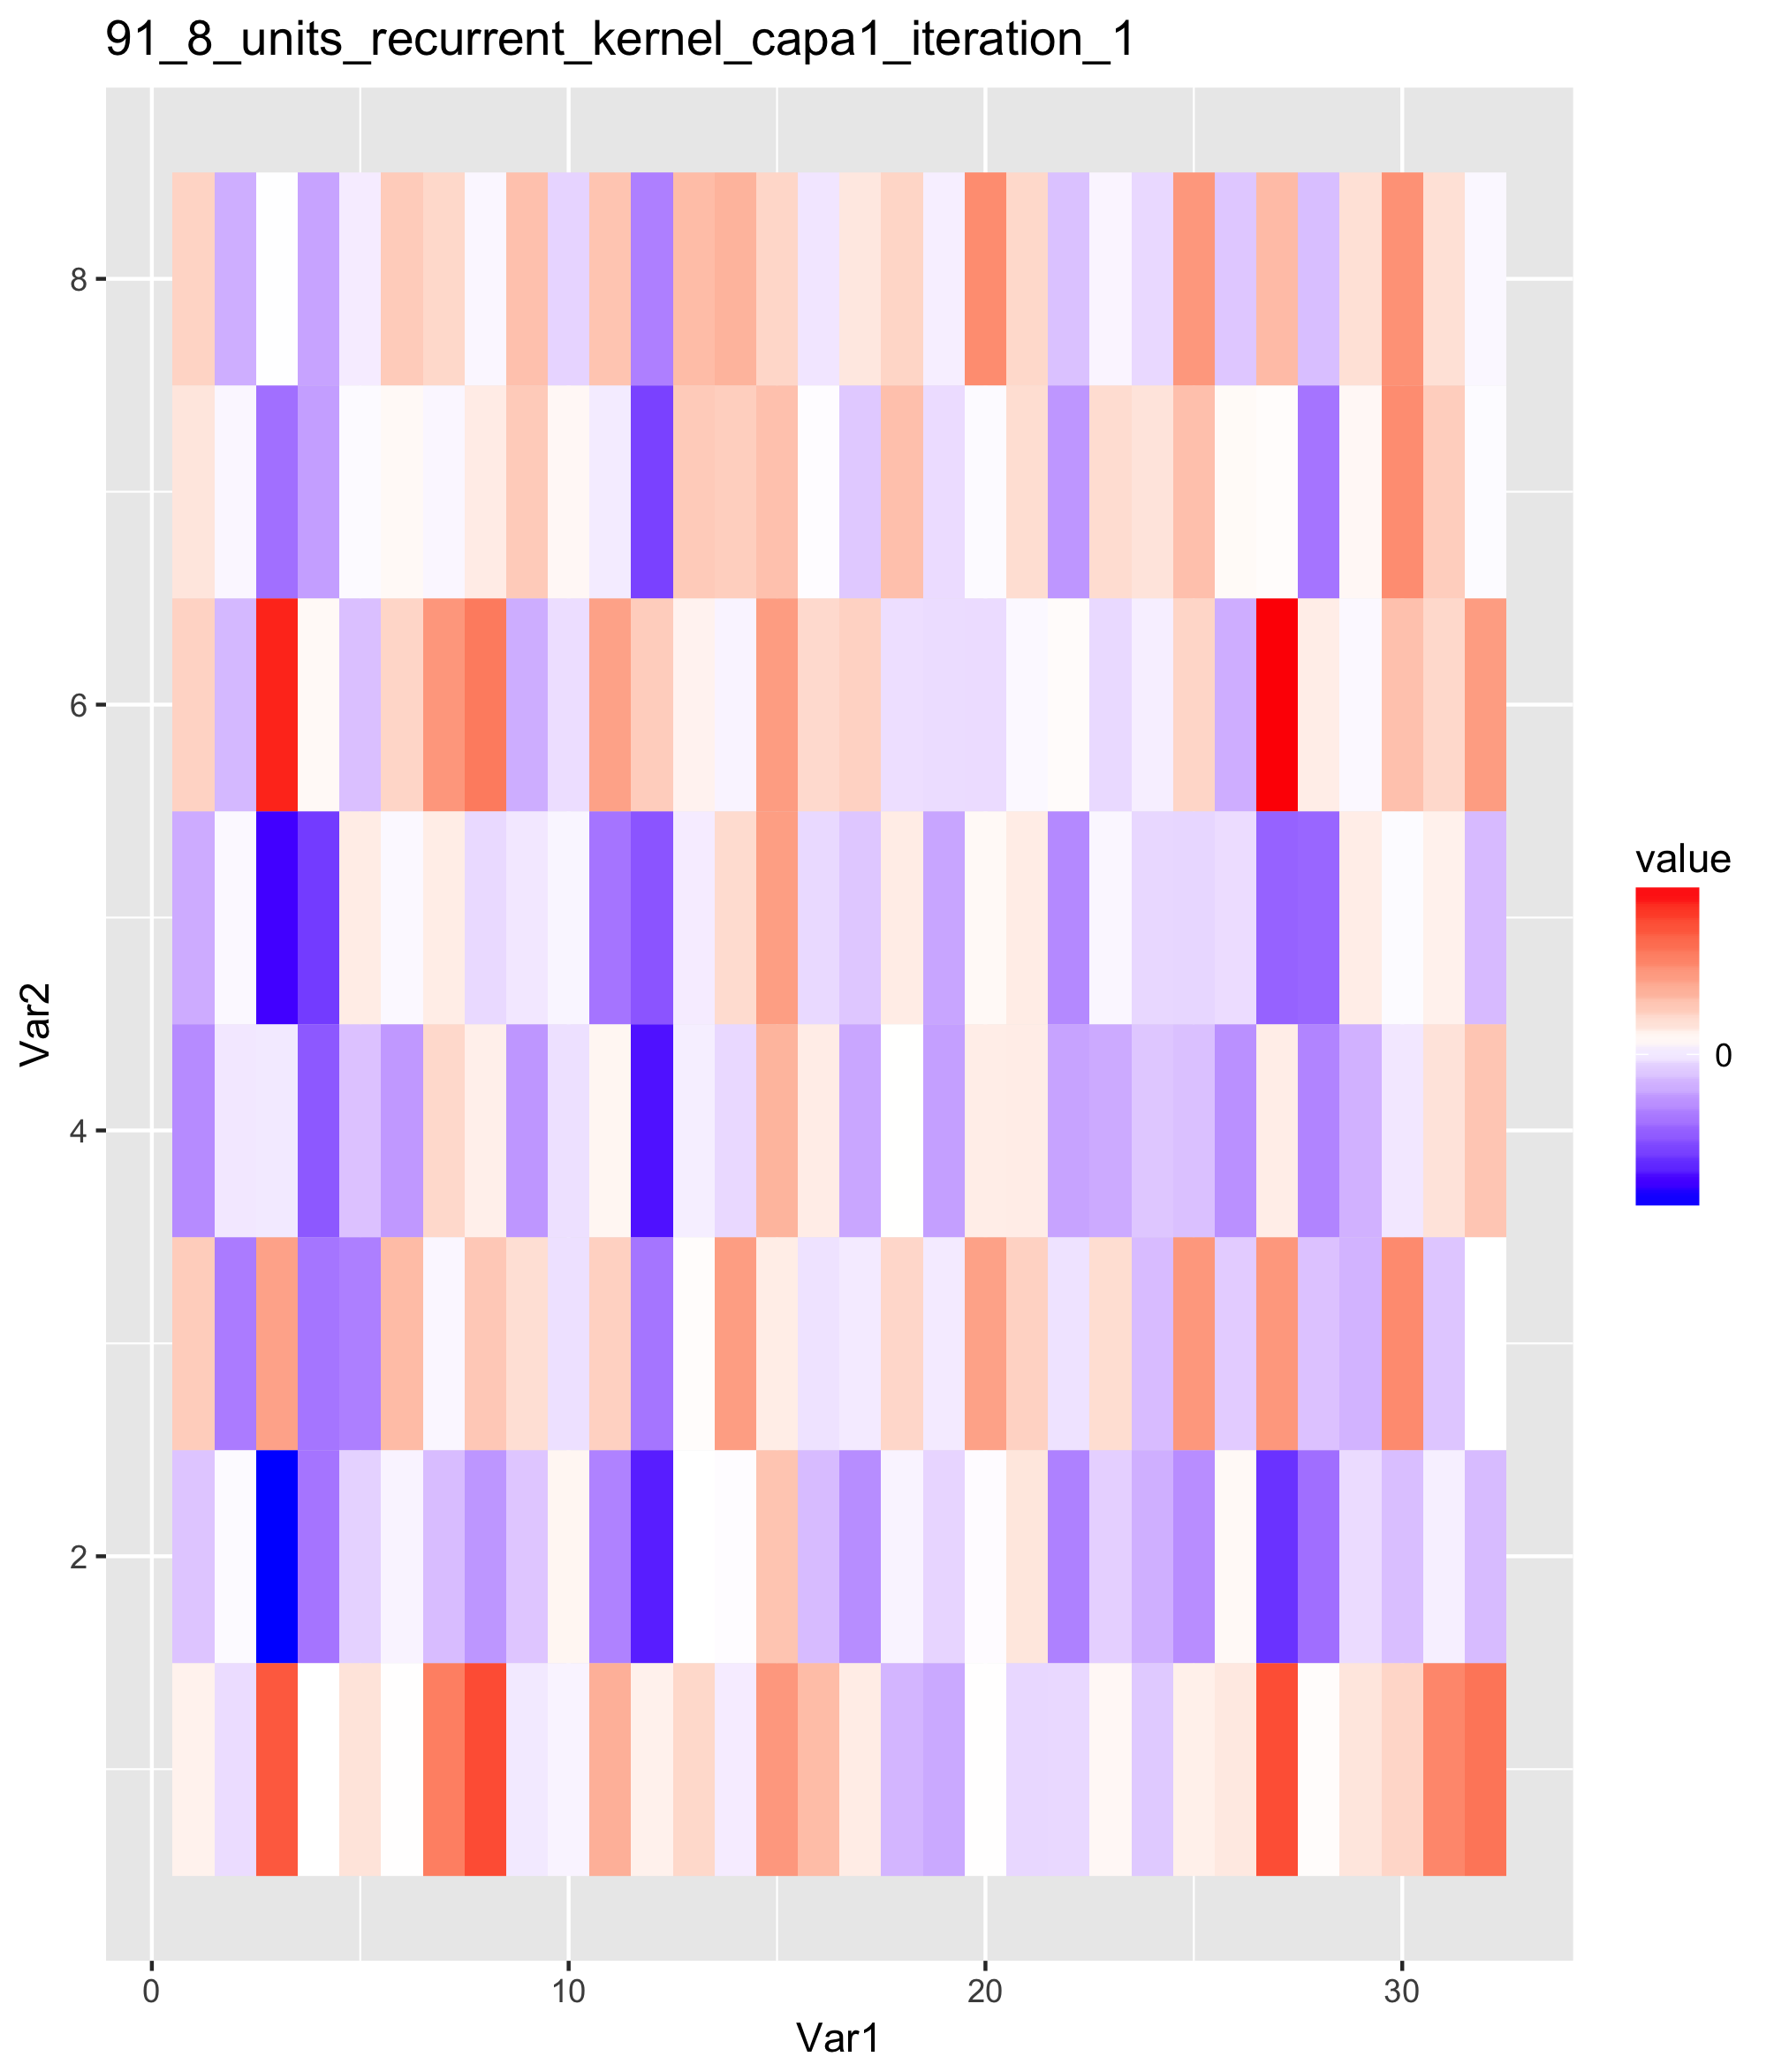 91_8_units_recurrent_kernel_capa1_iteration_1
8
6
4
2
Var2
0
10
20
30
Var1
value
0